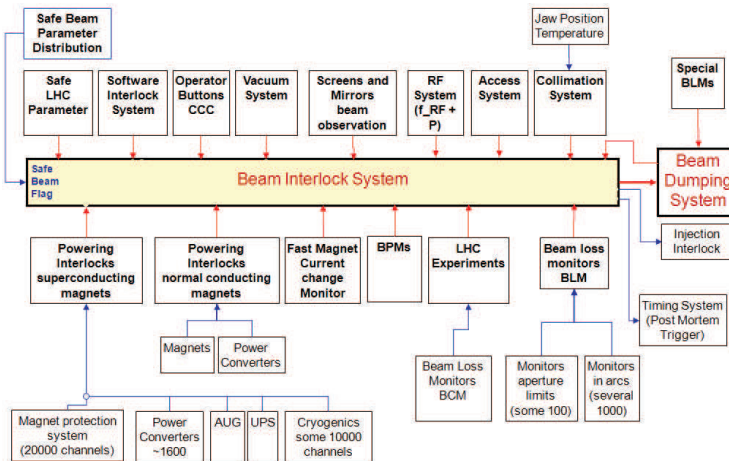 Safe Beam
Parameter
Distribution
Jaw Position
Temperature
Safe
LHC
Parameter
Software
Interlock
System
Operator
Buttons
CCC
Vacuum
System
Screens and
Mirrors
beam
observation
RF
System
(f_RF +
P)
Access
System
Collimation
System
Special
BLMs
Safe
Beam
Flag
Beam Interlock System
Beam
Dumping
System
Injection
Interlock
Powering
Interlocks
superconducting
magnets
Powering
Interlocks
normal conducting
magnets
Fast Magnet
Current
change
Monitor
BPMs
LHC
Experiments
Beam loss
monitors
BLM
Timing System
(Post Mortem
Trigger)
Magnets
Power
Converters
Beam Loss
Monitors
BCM
Monitors
aperture
limits
(some 100)
Monitors
in arcs
(several
1000)
Magnet protection
system
(20000 channels)
Power
Converters
~1600
AUG
UPS
Cryogenics
some 10000
channels